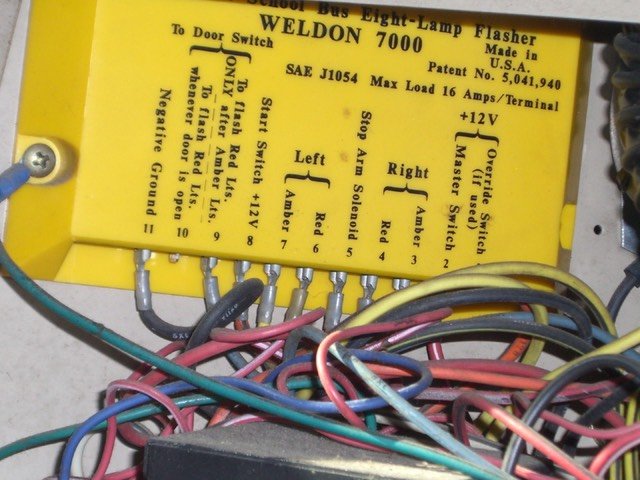 School Bus Eight-Lamp Flasher
WELDON 7000
Made in
U.S.A.
Patent No. 5,041,940
SAE J1054 Max Load 16 Amps/Terminal
To Door Switch
Negative Ground 11
To flash Red Lts.
whenever door is open 10
To flash Red Lts.
ONLY after Amber Lts. 9
Start Switch +12V 8
Left
Amber 7
Red 6
Stop Arm Solenoid 5
Right
Red 4
Amber 3
+12V
Master Switch 2
Override Switch
(if used)